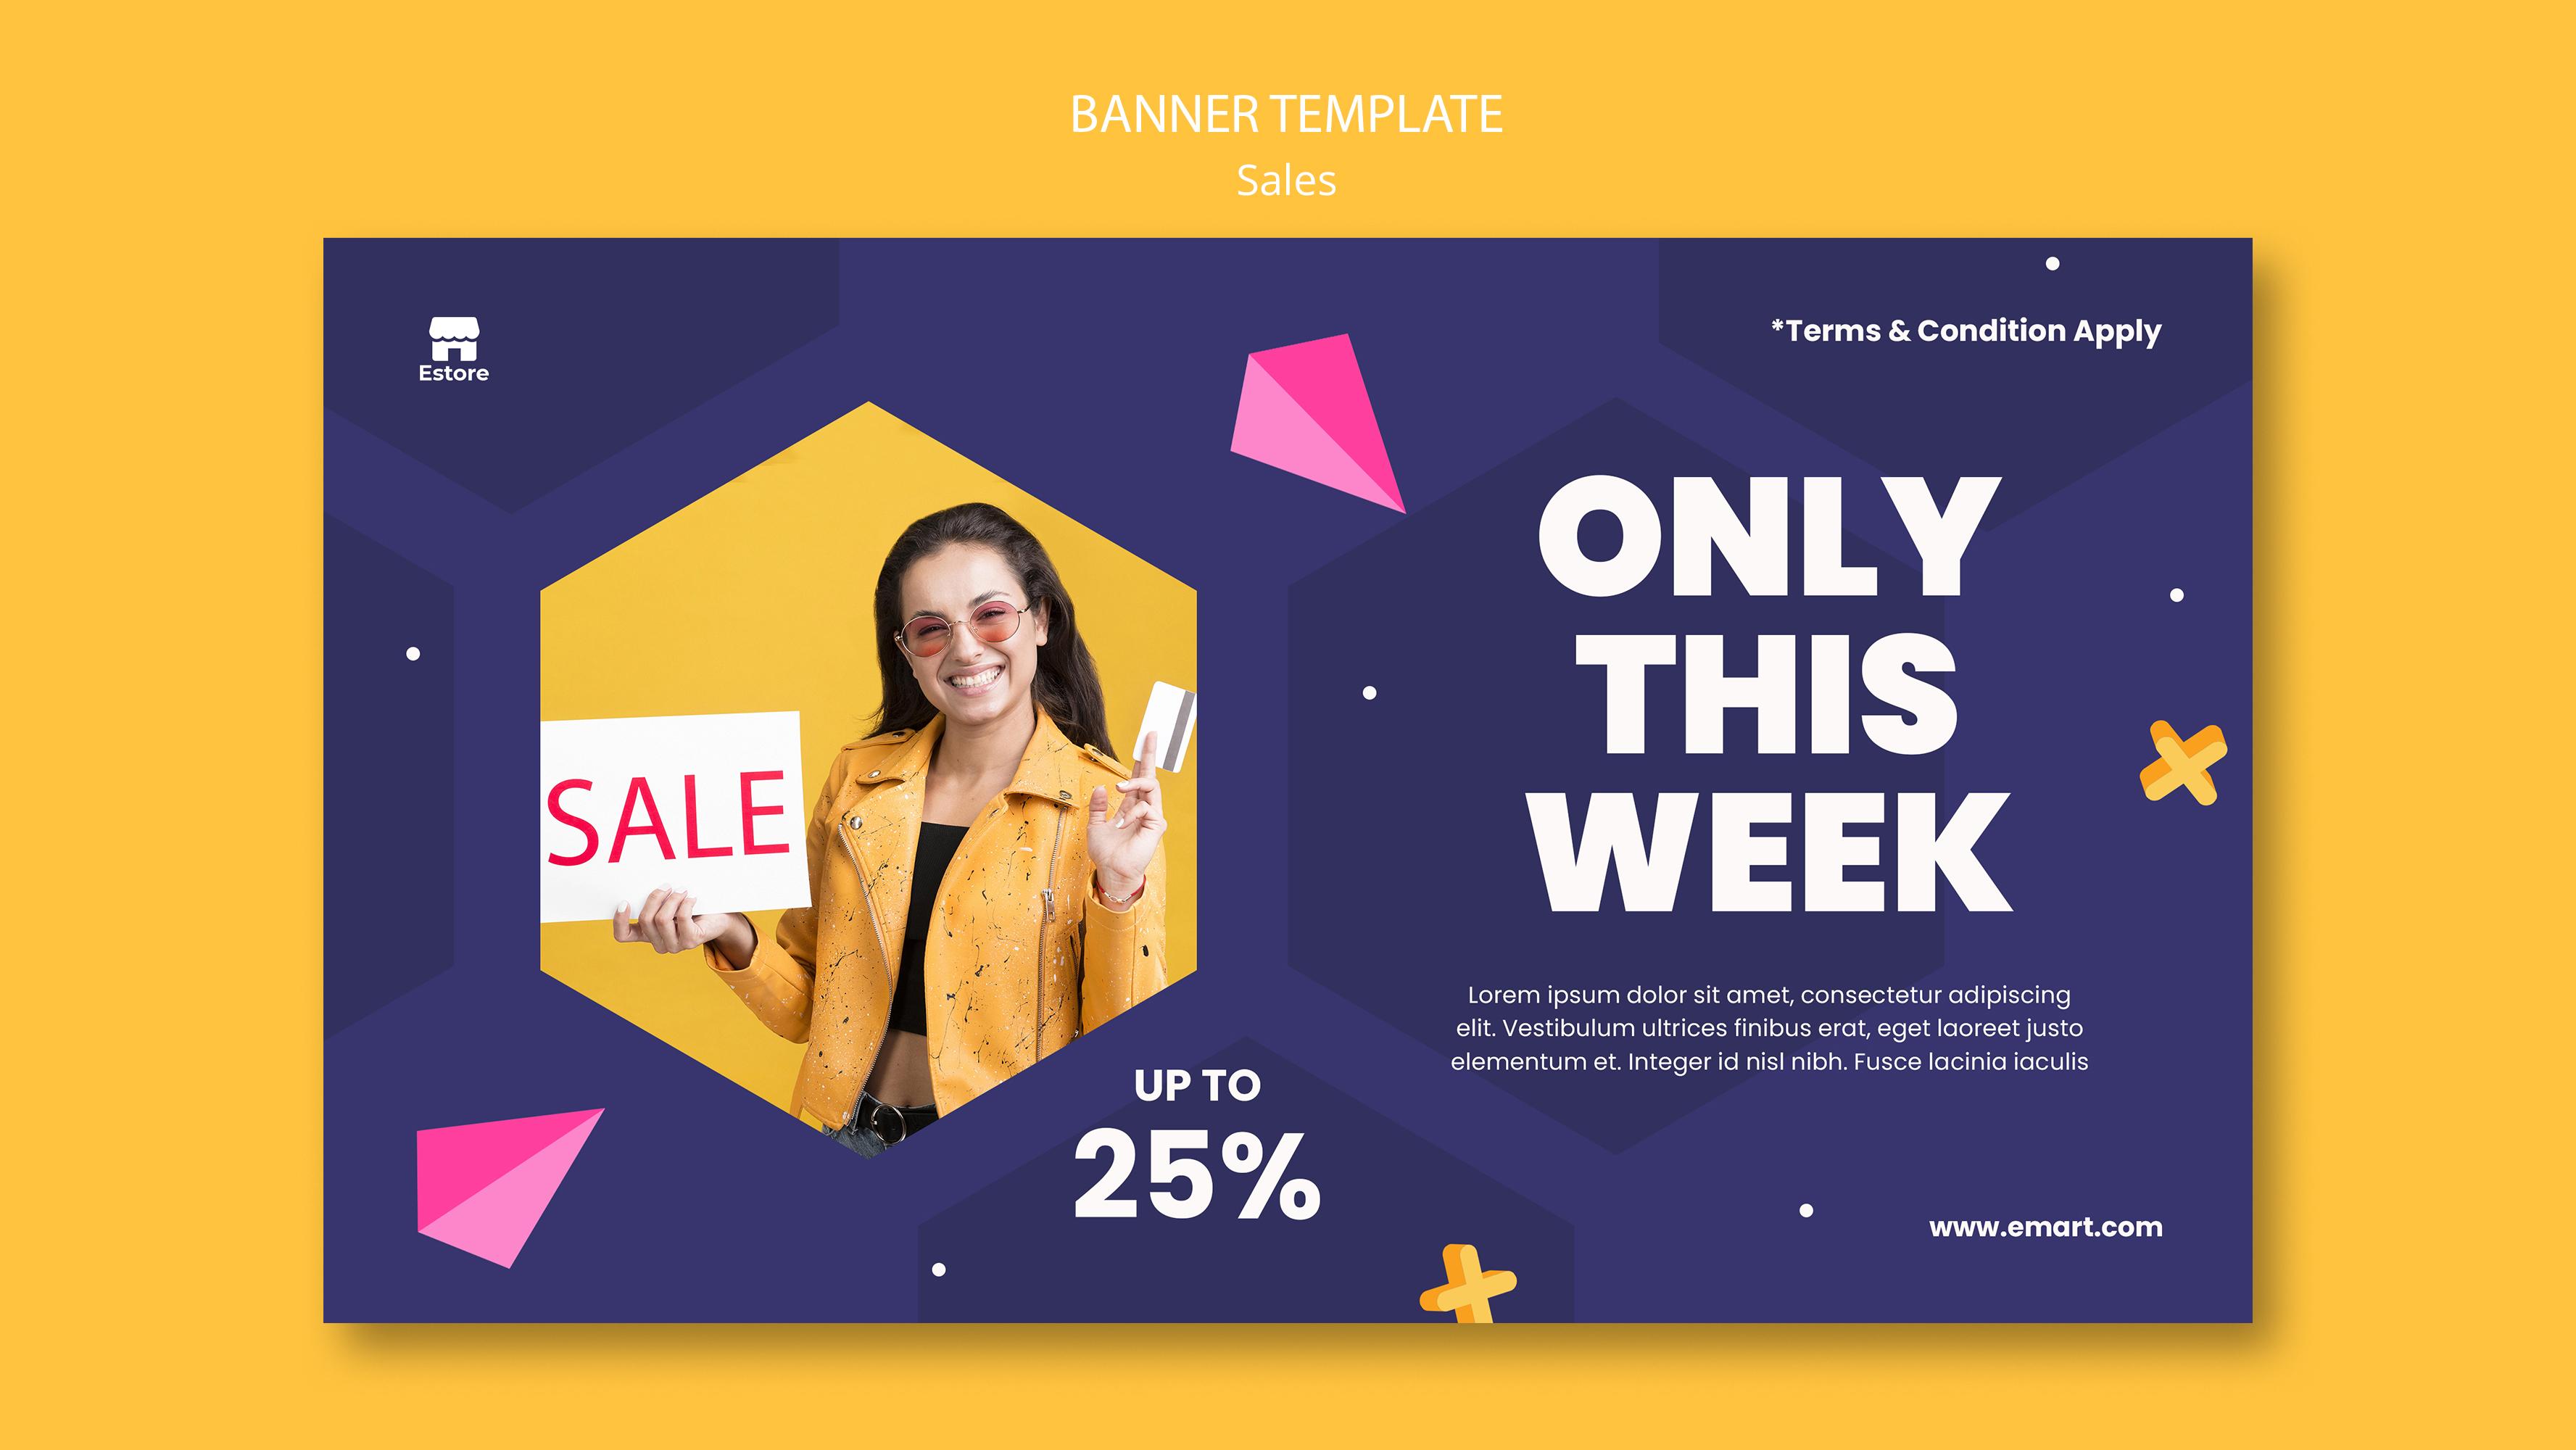 BANNER TEMPLATE
Sales
Estore
*Terms & Condition Apply
SALE
ONLY
THIS
WEEK
Lorem ipsum dolor sit amet, consectetur adipiscing
elit. Vestibulum ultrices finibus erat, eget laoreet justo
elementum et. Integer id nisl nibh. Fusce lacinia iaculis
UP TO
25%
www.emart.com